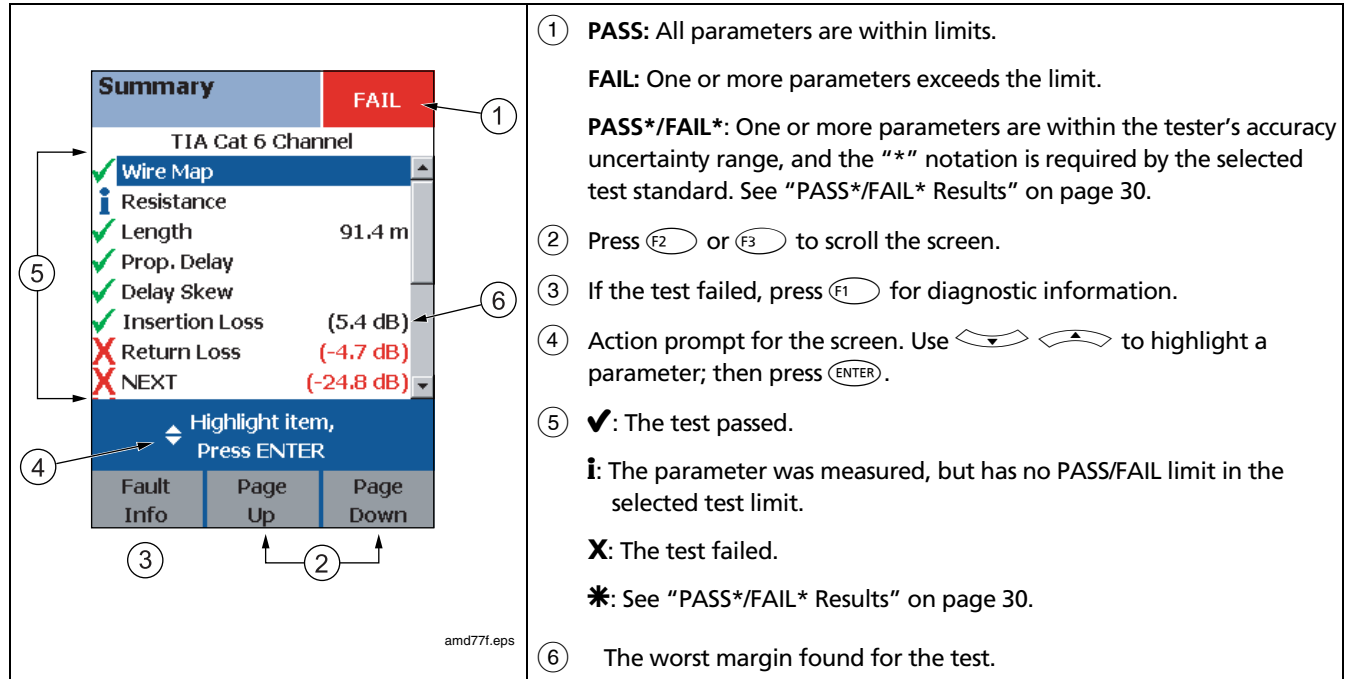 Summary
FAIL
TIA Cat 6 Channel
✓ Wire Map
i Resistance
✓ Length 91.4 m
✓ Prop. Delay
✓ Delay Skew
✓ Insertion Loss (5.4 dB)
X Return Loss (-4.7 dB)
X NEXT (-24.8 dB)
Highlight item,
Press ENTER
Fault
Info
Page
Up
Page
Down
1
5
6
4
3
2
amd77f.eps
1 PASS: All parameters are within limits.
FAIL: One or more parameters exceeds the limit.
PASS*/FAIL*: One or more parameters are within the tester's accuracy
uncertainty range, and the "*" notation is required by the selected
test standard. See "PASS*/FAIL* Results" on page 30.
2 Press F2 or F3 to scroll the screen.
3 If the test failed, press F1 for diagnostic information.
4 Action prompt for the screen. Use to highlight a
parameter; then press ENTER.
5 ✔: The test passed.
i: The parameter was measured, but has no PASS/FAIL limit in the
selected test limit.
X: The test failed.
✱: See "PASS*/FAIL* Results" on page 30.
6 The worst margin found for the test.